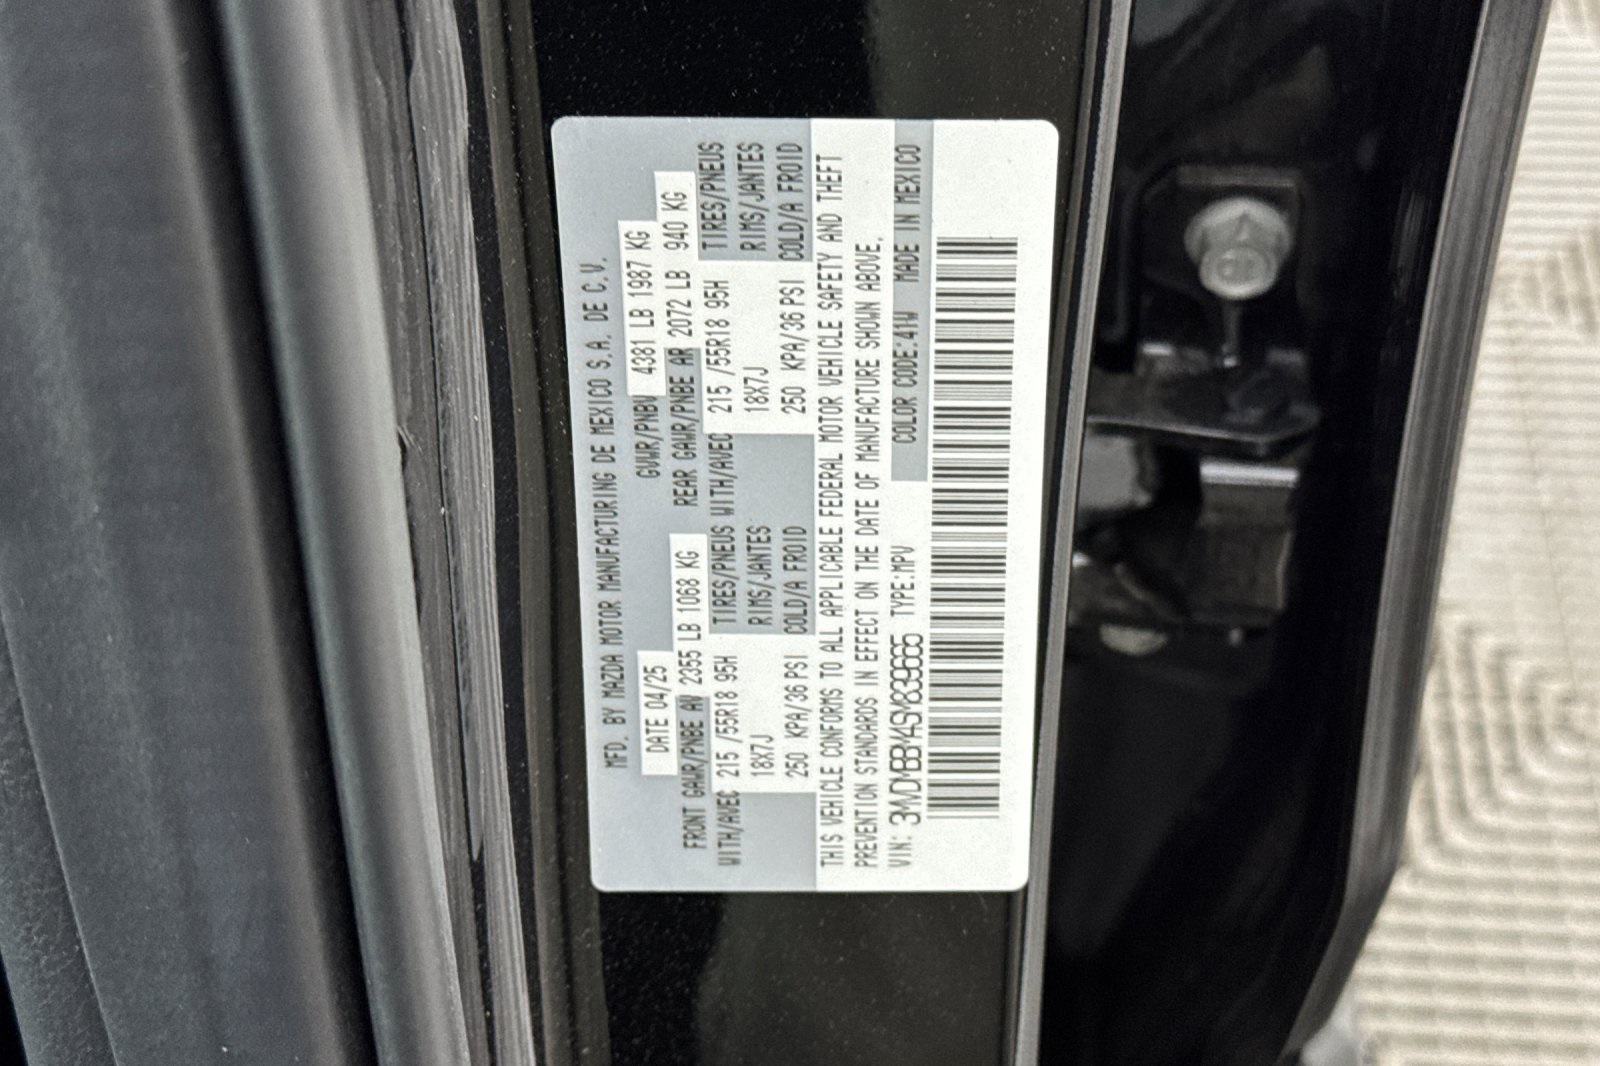 MFD. BY MAZDA MOTOR MANUFACTURING DE MEXICO S.A. DE C.V.
DATE 04/25 GVWR/PNBV 4381 LB 1987 KG
FRONT GAWR/PNBE AV 2355 LB 1068 KG REAR GAWR/PNBE AR 2072 LB 940 KG
WITH/AVEC 215 /55R18 95H TIRES/PNEUS WITH/AVEC 215 /55R18 95H TIRES/PNEUS
18X7J RIMS/JANTES 18X7J RIMS/JANTES
250 KPA/36 PSI COLD/A FROID 250 KPA/36 PSI COLD/A FROID
THIS VEHICLE CONFORMS TO ALL APPLICABLE FEDERAL MOTOR VEHICLE SAFETY AND THEFT
PREVENTION STANDARDS IN EFFECT ON THE DATE OF MANUFACTURE SHOWN ABOVE.
VIN: 3MVDMBBM4SM839665 TYPE:MPV COLOR CODE:41W MADE IN MEXICO